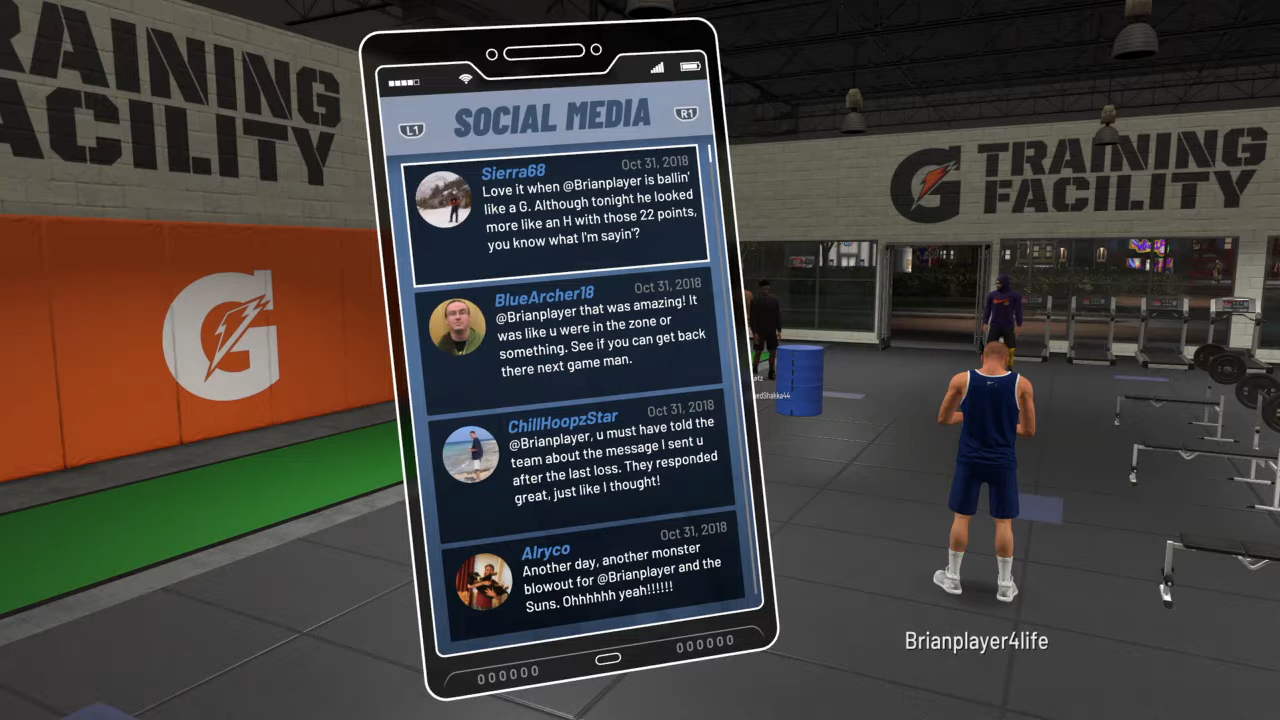 RAINING
ACILITY
G
SOCIAL MEDIA
L1
R1
Sierra68
Oct 31, 2018
Love it when @Brianplayer is ballin'
like a G. Although tonight he looked
more like an H with those 22 points,
you know what I'm sayin'?
BlueArcher18
Oct 31, 2018
@Brianplayer that was amazing! It
was like u were in the zone or
something. See if you can get back
there next game man.
ChillHoopzStar
Oct 31, 2018
@Brianplayer, u must have told the
team about the message I sent u
after the last loss. They responded
great, just like I thought!
Alryco
Oct 31, 2018
Another day, another monster
blowout for @Brianplayer and the
Suns. Ohhhhhh yeah!!!!!!
G
TRAINING
FACILITY
Brianplayer4life